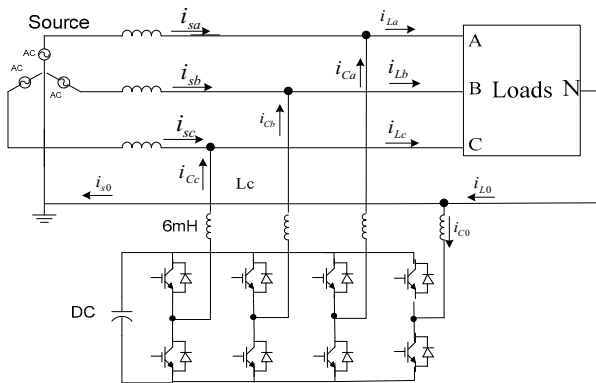 Source
AC
AC
AC
i_sa
i_La
i_Ca
A
i_sb
i_Lb
B
Loads
N
i_Cb
i_sc
i_Lc
C
i_Cc
Lc
i_s0
i_L0
6mH
i_C0
DC